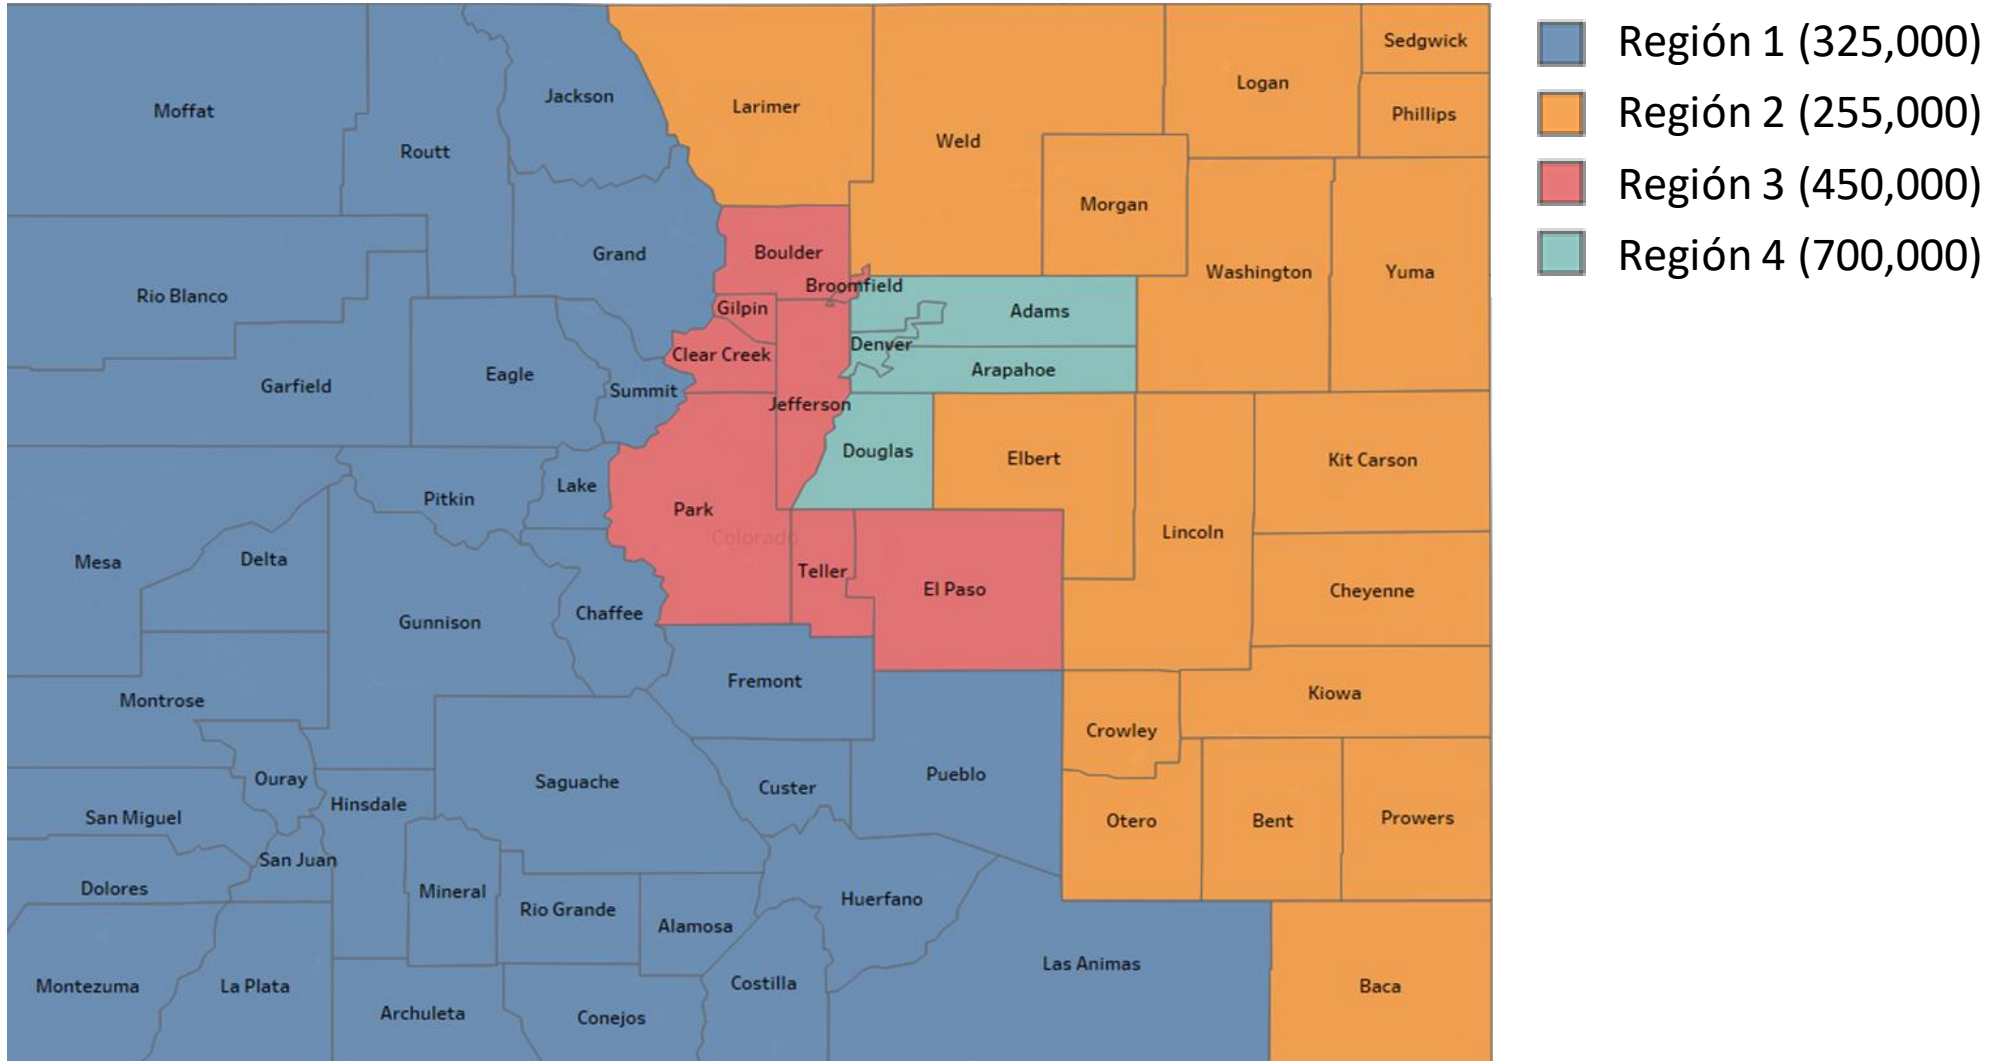 Moffat
Routt
Jackson
Larimer
Weld
Logan
Sedgwick
Phillips
Morgan
Washington
Yuma
Grand
Boulder
Broomfield
Gilpin
Adams
Rio Blanco
Clear Creek
Denver
Arapahoe
Garfield
Eagle
Summit
Jefferson
Douglas
Elbert
Kit Carson
Pitkin
Lake
Park
Colorado
Lincoln
Mesa
Delta
Teller
El Paso
Cheyenne
Gunnison
Chaffee
Montrose
Fremont
Kiowa
Crowley
Ouray
Hinsdale
Saguache
Custer
Pueblo
San Miguel
Otero
Bent
Prowers
San Juan
Dolores
Mineral
Rio Grande
Alamosa
Huerfano
Las Animas
Montezuma
La Plata
Archuleta
Conejos
Costilla
Baca
Región 1 (325,000)
Región 2 (255,000)
Región 3 (450,000)
Región 4 (700,000)